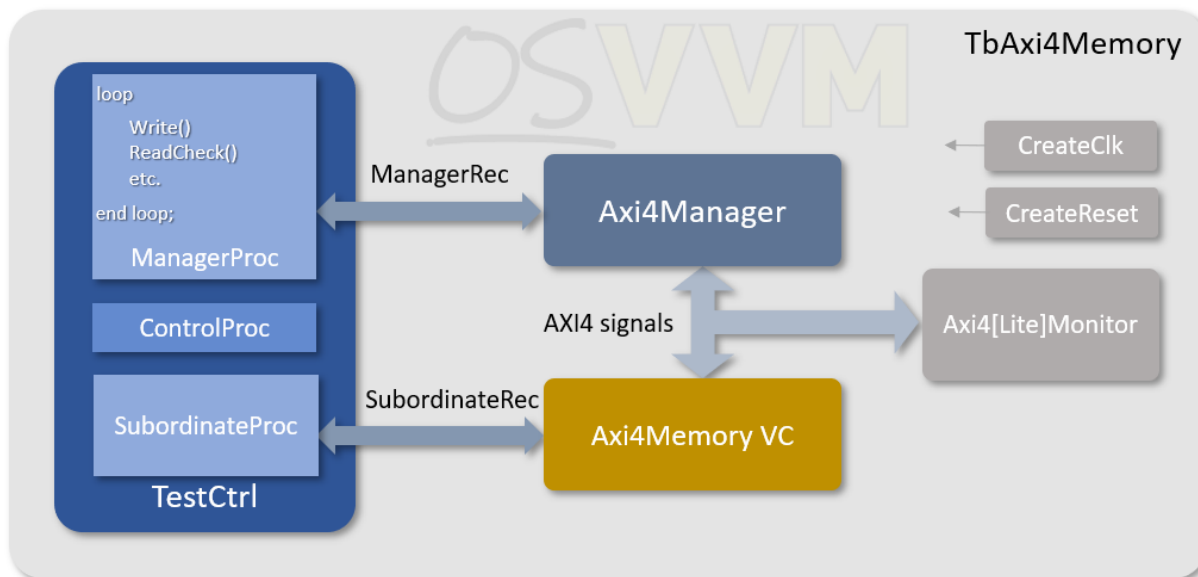 OSVVM
TbAxi4Memory
loop
Write()
ReadCheck()
etc.
end loop;
ManagerProc
ControlProc
SubordinateProc
TestCtrl
ManagerRec
Axi4Manager
AXI4 signals
SubordinateRec
Axi4Memory VC
CreateClk
CreateReset
Axi4[Lite]Monitor